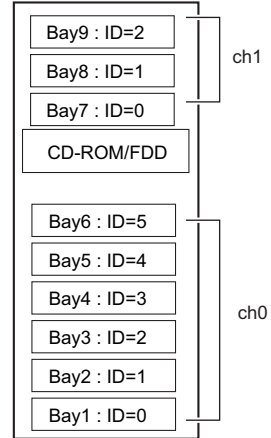 Bay9 : ID=2
ch1
Bay8 : ID=1
Bay7 : ID=0
CD-ROM/FDD
Bay6 : ID=5
Bay5 : ID=4
Bay4 : ID=3
ch0
Bay3 : ID=2
Bay2 : ID=1
Bay1 : ID=0